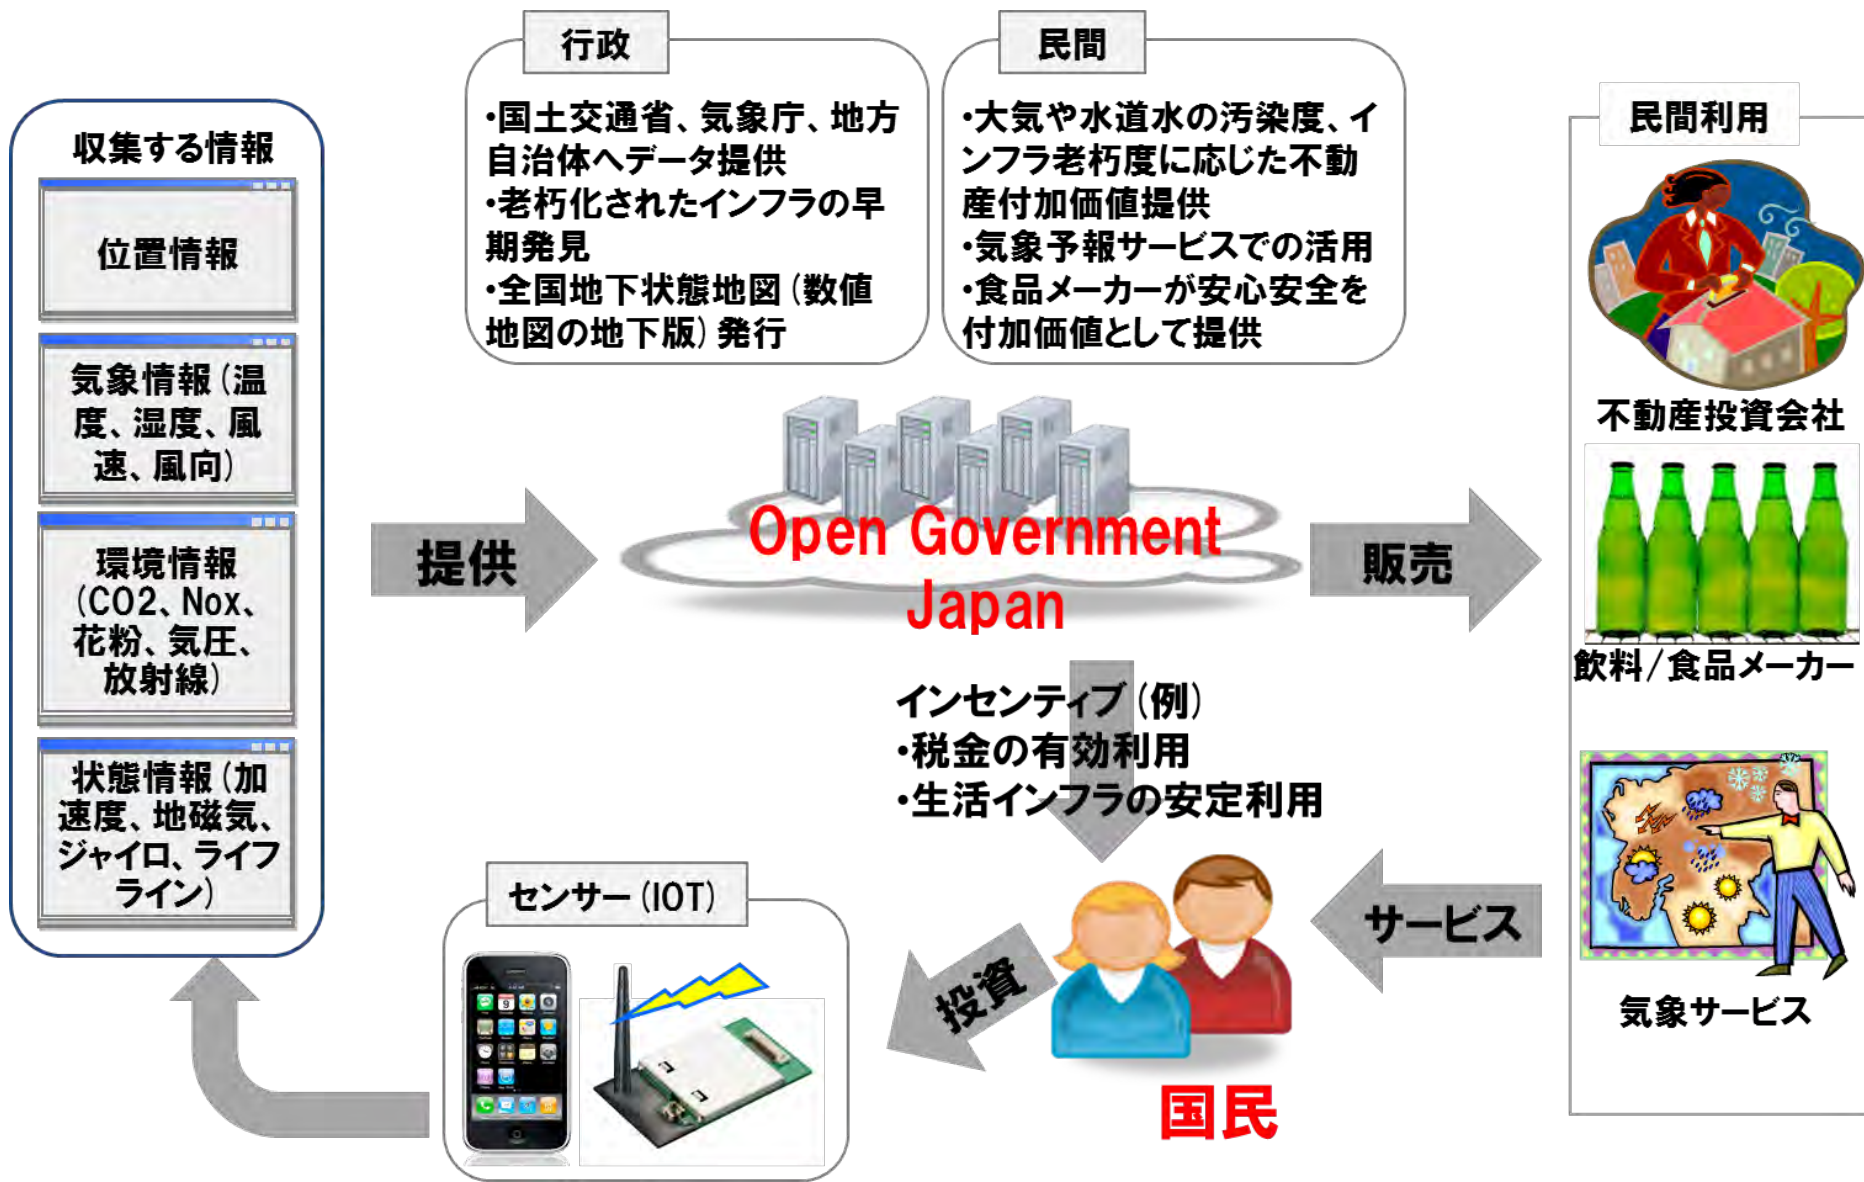 行政
・国土交通省、気象庁、地方
自治体へデータ提供
・老朽化されたインフラの早
期発見
・全国地下状態地図(数値
地図の地下版)発行
民間
・大気や水道水の汚染度、イ
ンフラ老朽度に応じた不動
産付加価値提供
・気象予報サービスでの活用
・食品メーカーが安心安全を
付加価値として提供
収集する情報
位置情報
気象情報(温
度、湿度、風
速、風向)
環境情報
(CO2、Nox、
花粉、気圧、
放射線)
状態情報(加
速度、地磁気、
ジャイロ、ライフ
ライン)
提供
Open Government
Japan
販売
民間利用
不動産投資会社
飲料/食品メーカー
気象サービス
インセンティブ(例)
・税金の有効利用
・生活インフラの安定利用
サービス
国民
投資
センサー(IOT)